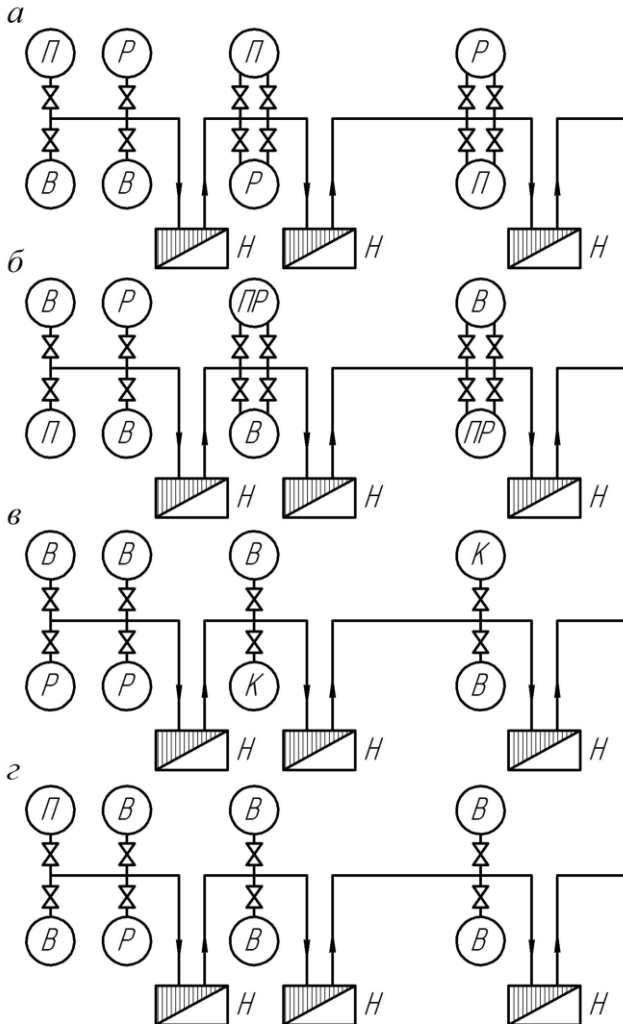 а
П Р П Р
В В Р П
Н Н Н
б
В Р ПР В
П В В ПР
Н Н Н
в
В В В К
Р Р К В
Н Н Н
г
П В В В
В Р В В
Н Н Н